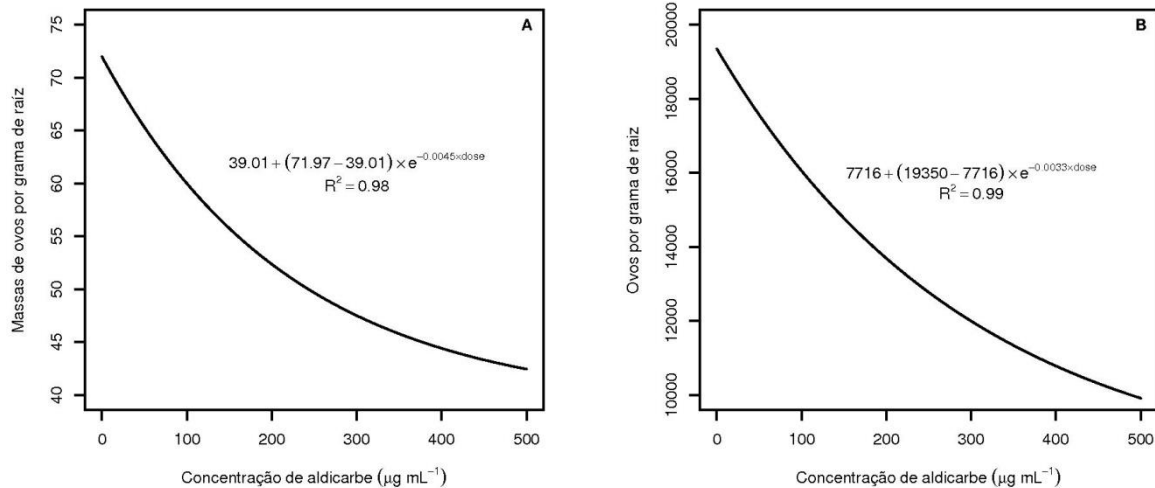 A
Massas de ovos por grama de raíz
75
70
65
60
55
50
45
40
39.01 + (71.97 − 39.01) × e^−0.0045×dose
R² = 0.98
0 100 200 300 400 500
Concentração de aldicarbe (μg mL⁻¹)
B
Ovos por grama de raiz
20000
18000
16000
14000
12000
10000
7716 + (19350 − 7716) × e^−0.0033×dose
R² = 0.99
0 100 200 300 400 500
Concentração de aldicarbe (μg mL⁻¹)